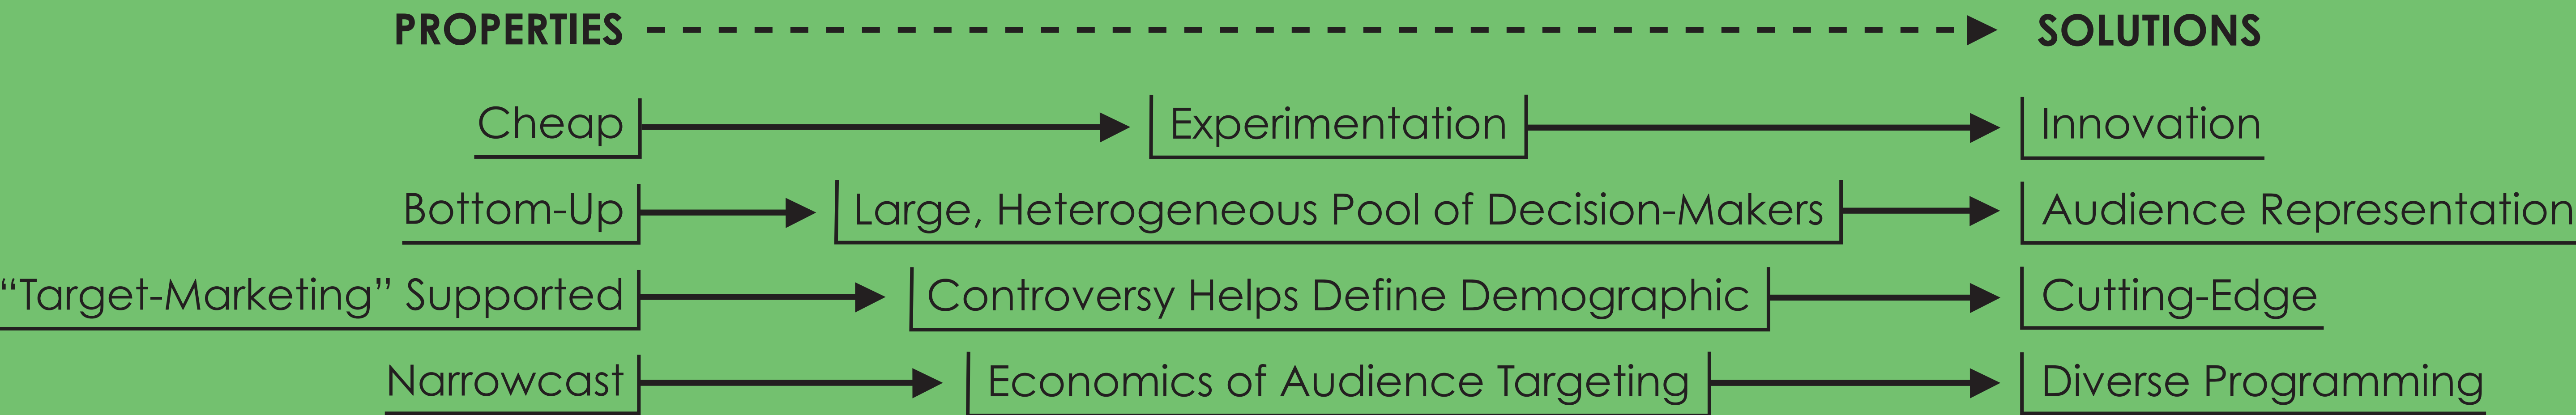 PROPERTIES SOLUTIONS
Cheap Experimentation Innovation
Bottom-Up Large, Heterogeneous Pool of Decision-Makers Audience Representation
“Target-Marketing” Supported Controversy Helps Define Demographic Cutting-Edge
Narrowcast Economics of Audience Targeting Diverse Programming